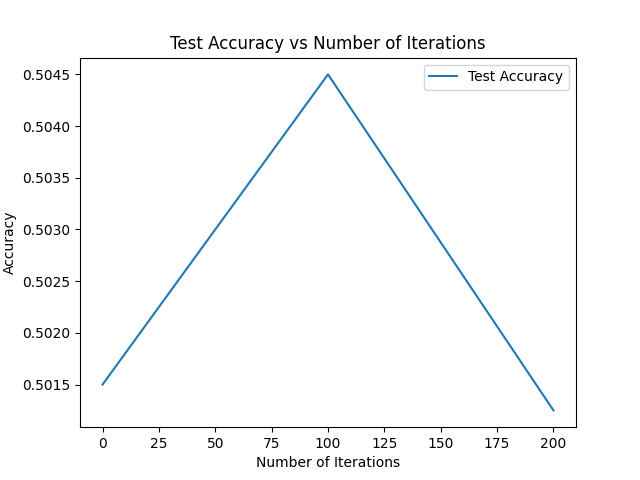 Test Accuracy vs Number of Iterations
Test Accuracy
0.5045
0.5040
0.5035
0.5030
0.5025
0.5020
0.5015
Accuracy
0 25 50 75 100 125 150 175 200
Number of Iterations